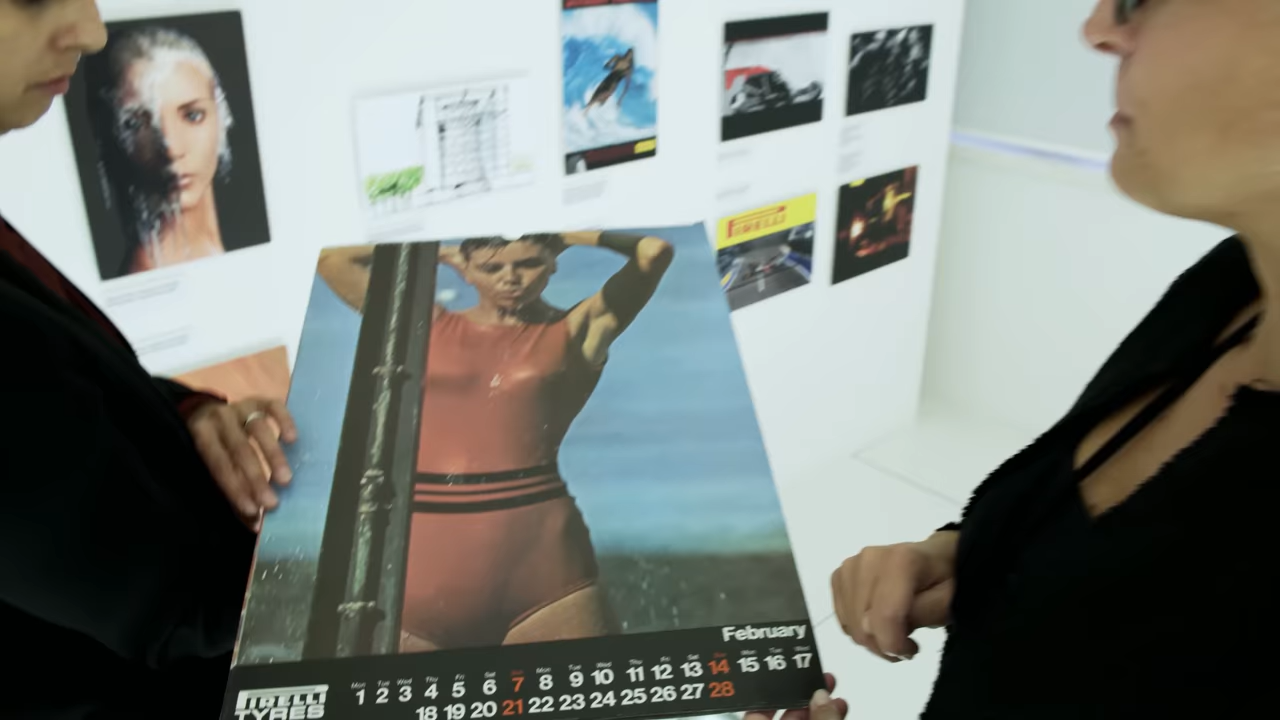 PIRELLI
February
Mon Tue Wed Thu Fri Sat Sun Mon Tue Wed Thu Fri Sat Sun Mon Tue Wed
1 2 3 4 5 6 7 8 9 10 11 12 13 14 15 16 17
18 19 20 21 22 23 24 25 26 27 28
PIRELLI
TYRES